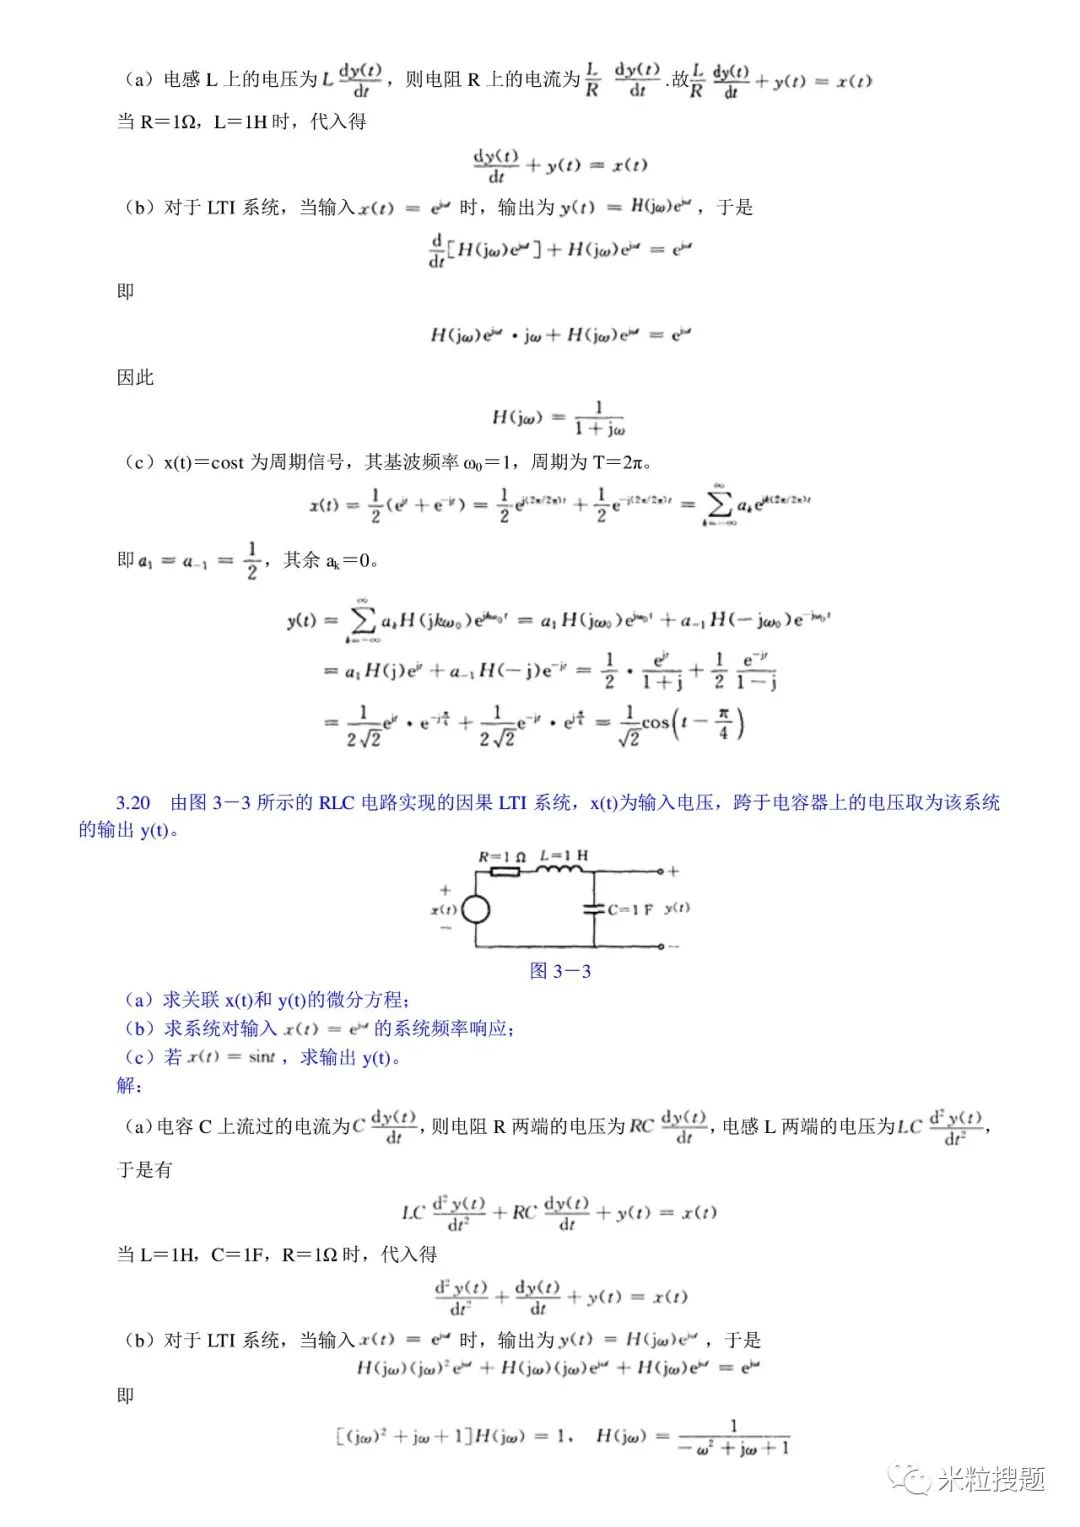 （a）电感 L 上的电压为 L dy(t)/dt，则电阻 R 上的电流为 L/R dy(t)/dt .故 L/R dy(t)/dt + y(t) = x(t)
当 R＝1Ω，L＝1H 时，代入得
dy(t)/dt + y(t) = x(t)
（b）对于 LTI 系统，当输入 x(t) = e^{jωt} 时，输出为 y(t) = H(jω)e^{jωt}，于是
d/dt[H(jω)e^{jωt}] + H(jω)e^{jωt} = e^{jωt}
即
H(jω)e^{jωt} · jω + H(jω)e^{jωt} = e^{jωt}
因此
H(jω) = 1/(1+jω)
（c）x(t)＝cost 为周期信号，其基波频率 ω₀＝1，周期为 T＝2π。
x(t) = 1/2(e^{jt} + e^{-jt}) = 1/2 e^{j(2π/2π)t} + 1/2 e^{-j(2π/2π)t} = ∑_{k=-∞}^{∞} a_k e^{jk(2π/2π)t}
即 a₁ = a₋₁ = 1/2，其余 a_k＝0。
y(t) = ∑_{k=-∞}^{∞} a_k H(jkω₀)e^{jkω₀t} = a₁H(jω₀)e^{jω₀t} + a₋₁H(-jω₀)e^{-jω₀t}
= a₁H(j)e^{jt} + a₋₁H(-j)e^{-jt} = 1/2 · e^{jt}/(1+j) + 1/2 e^{-jt}/(1-j)
= 1/(2√2) e^{jt} · e^{-jπ/4} + 1/(2√2) e^{-jt} · e^{jπ/4} = 1/√2 cos(t - π/4)
3.20 由图 3－3 所示的 RLC 电路实现的因果 LTI 系统，x(t)为输入电压，跨于电容器上的电压取为该系统
的输出 y(t)。
R=1 Ω L=1 H
+
+
x(t)
C=1 F y(t)
−
−
图 3－3
（a）求关联 x(t)和 y(t)的微分方程；
（b）求系统对输入 x(t) = e^{jωt} 的系统频率响应；
（c）若 x(t) = sint ，求输出 y(t)。
解：
（a）电容 C 上流过的电流为 C dy(t)/dt，则电阻 R 两端的电压为 RC dy(t)/dt，电感 L 两端的电压为 LC d²y(t)/dt²，
于是有
LC d²y(t)/dt² + RC dy(t)/dt + y(t) = x(t)
当 L＝1H，C＝1F，R＝1Ω 时，代入得
d²y(t)/dt² + dy(t)/dt + y(t) = x(t)
（b）对于 LTI 系统，当输入 x(t) = e^{jωt} 时，输出为 y(t) = H(jω)e^{jωt}，于是
H(jω)(jω)²e^{jωt} + H(jω)(jω)e^{jωt} + H(jω)e^{jωt} = e^{jωt}
即
[(jω)² + jω + 1]H(jω) = 1, H(jω) = 1/(-ω² + jω + 1)
米粒搜题